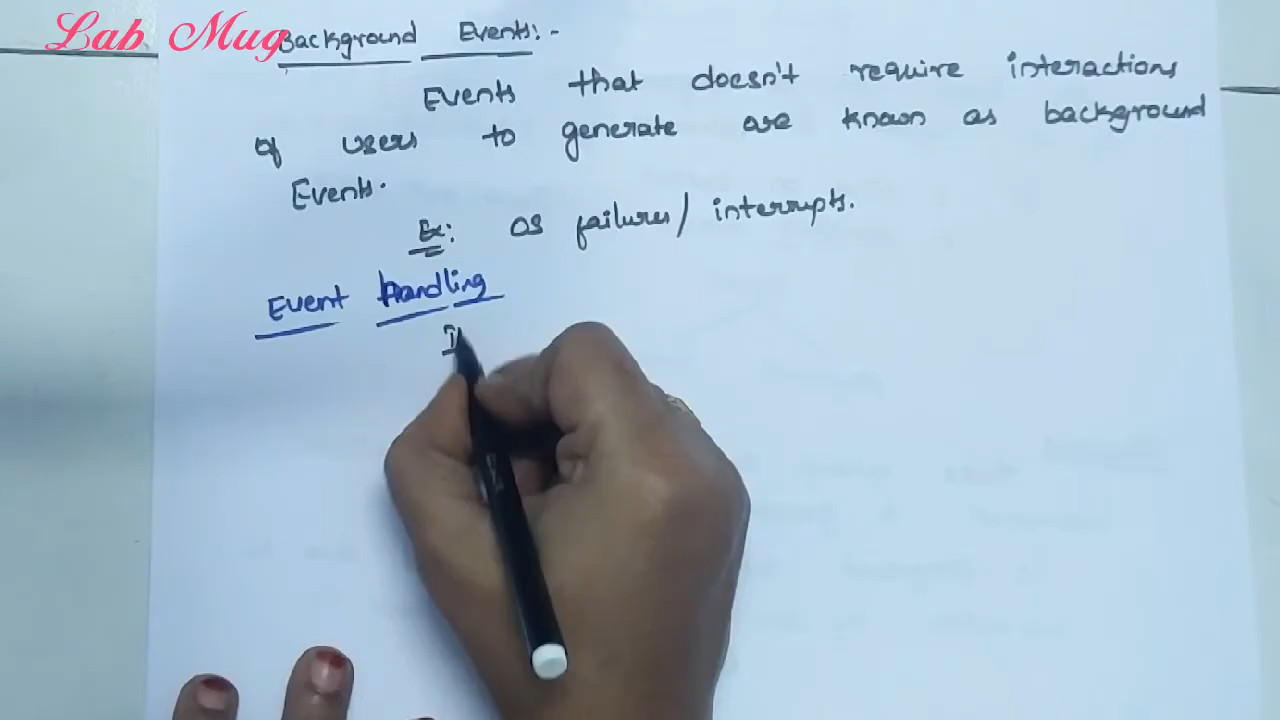 Lab Mug
Background Events:-
Events that doesn't require interactions
of users to generate are known as background
Events.
Ex: OS failures/interrupts.
Event Handling